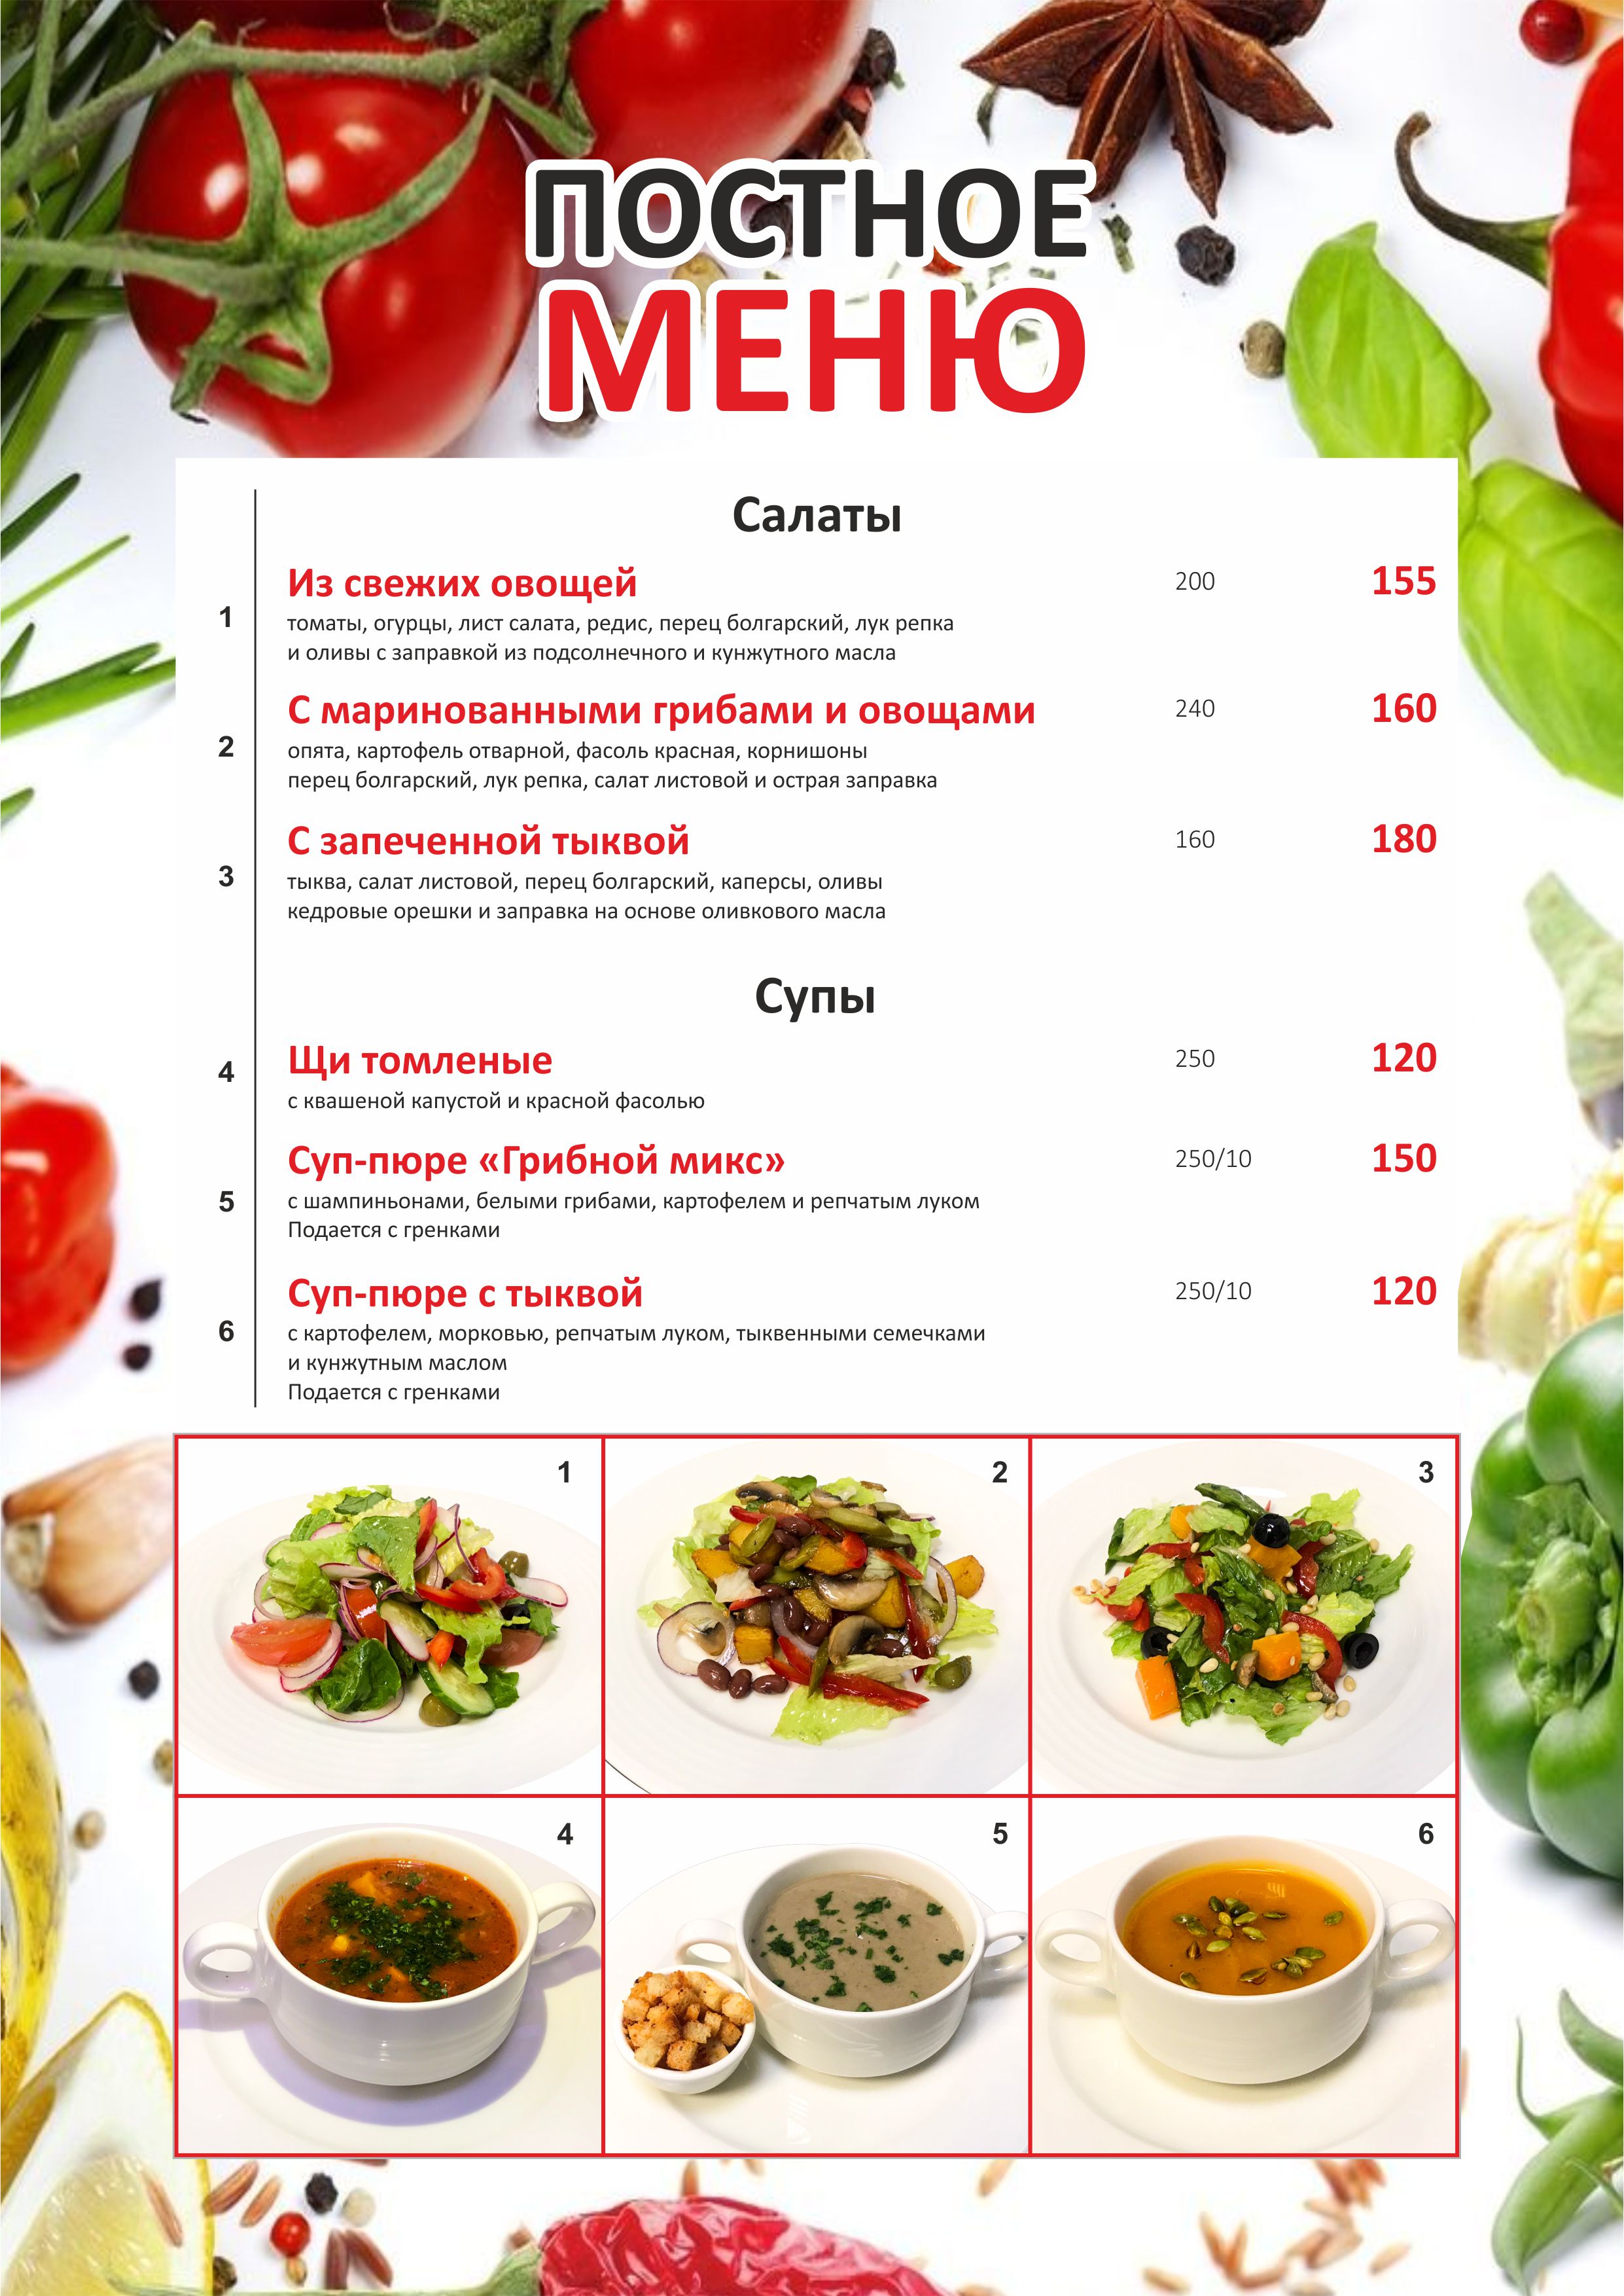 ПОСТНОЕ
МЕНЮ
Салаты
1
Из свежих овощей 200 155
томаты, огурцы, лист салата, редис, перец болгарский, лук репка
и оливы с заправкой из подсолнечного и кунжутного масла
2
С маринованными грибами и овощами 240 160
опята, картофель отварной, фасоль красная, корнишоны
перец болгарский, лук репка, салат листовой и острая заправка
3
С запеченной тыквой 160 180
тыква, салат листовой, перец болгарский, каперсы, оливы
кедровые орешки и заправка на основе оливкового масла
Супы
4
Щи томленые 250 120
с квашеной капустой и красной фасолью
5
Суп-пюре «Грибной микс» 250/10 150
с шампиньонами, белыми грибами, картофелем и репчатым луком
Подается с гренками
6
Суп-пюре с тыквой 250/10 120
с картофелем, морковью, репчатым луком, тыквенными семечками
и кунжутным маслом
Подается с гренками
1
2
3
4
5
6